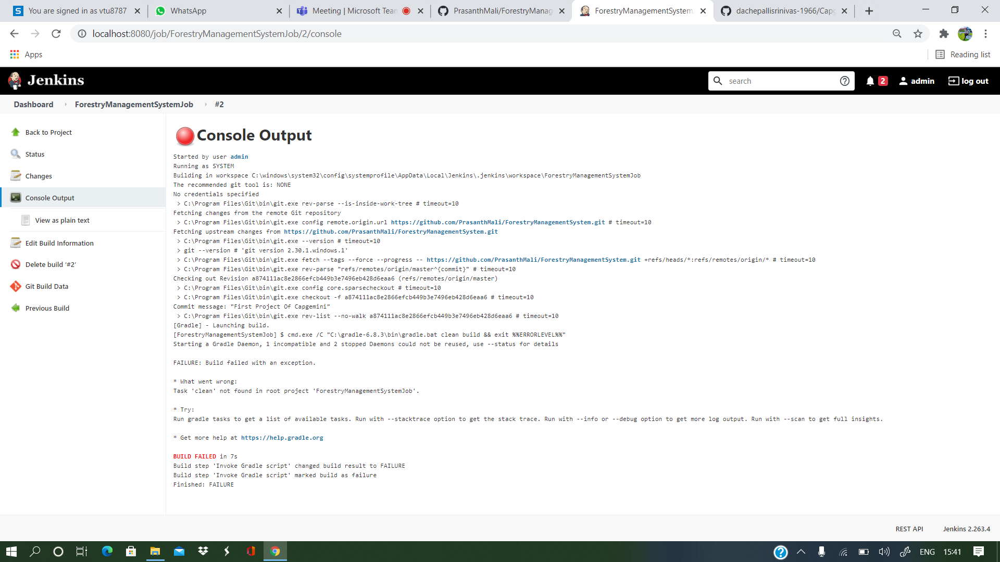 You are signed in as vtu8787
WhatsApp
Meeting | Microsoft Team
PrasanthMali/ForestryManag
ForestryManagementSystem
dachepallisrinivas-1966/Capg
localhost:8080/job/ForestryManagementSystemJob/2/console
Apps
Reading list
Jenkins
search
2
admin
log out
Dashboard
ForestryManagementSystemJob
#2
Back to Project
Status
Changes
Console Output
View as plain text
Edit Build Information
Delete build ‘#2’
Git Build Data
Previous Build
Console Output
Started by user admin
Running as SYSTEM
Building in workspace C:\windows\system32\config\systemprofile\AppData\Local\Jenkins\.jenkins\workspace\ForestryManagementSystemJob
The recommended git tool is: NONE
No credentials specified
> C:\Program Files\Git\bin\git.exe rev-parse --is-inside-work-tree # timeout=10
Fetching changes from the remote Git repository
> C:\Program Files\Git\bin\git.exe config remote.origin.url https://github.com/PrasanthMali/ForestryManagementSystem.git # timeout=10
Fetching upstream changes from https://github.com/PrasanthMali/ForestryManagementSystem.git
> C:\Program Files\Git\bin\git.exe --version # timeout=10
> git --version # 'git version 2.30.1.windows.1'
> C:\Program Files\Git\bin\git.exe fetch --tags --force --progress -- https://github.com/PrasanthMali/ForestryManagementSystem.git +refs/heads/*:refs/remotes/origin/* # timeout=10
> C:\Program Files\Git\bin\git.exe rev-parse "refs/remotes/origin/master^{commit}" # timeout=10
Checking out Revision a874111ac8e2866efcb449b3e7496eb428d6eaa6 (refs/remotes/origin/master)
> C:\Program Files\Git\bin\git.exe config core.sparsecheckout # timeout=10
> C:\Program Files\Git\bin\git.exe checkout -f a874111ac8e2866efcb449b3e7496eb428d6eaa6 # timeout=10
Commit message: "First Project Of Capgemini"
> C:\Program Files\Git\bin\git.exe rev-list --no-walk a874111ac8e2866efcb449b3e7496eb428d6eaa6 # timeout=10
[Gradle] - Launching build.
[ForestryManagementSystemJob] $ cmd.exe /C "C:\gradle-6.8.3\bin\gradle.bat clean build && exit %%ERRORLEVEL%%"
Starting a Gradle Daemon, 1 incompatible and 2 stopped Daemons could not be reused, use --status for details
FAILURE: Build failed with an exception.
* What went wrong:
Task 'clean' not found in root project 'ForestryManagementSystemJob'.
* Try:
Run gradle tasks to get a list of available tasks. Run with --stacktrace option to get the stack trace. Run with --info or --debug option to get more log output. Run with --scan to get full insights.
* Get more help at https://help.gradle.org
BUILD FAILED in 7s
Build step 'Invoke Gradle script' changed build result to FAILURE
Build step 'Invoke Gradle script' marked build as failure
Finished: FAILURE
REST API
Jenkins 2.263.4
ENG
15:41